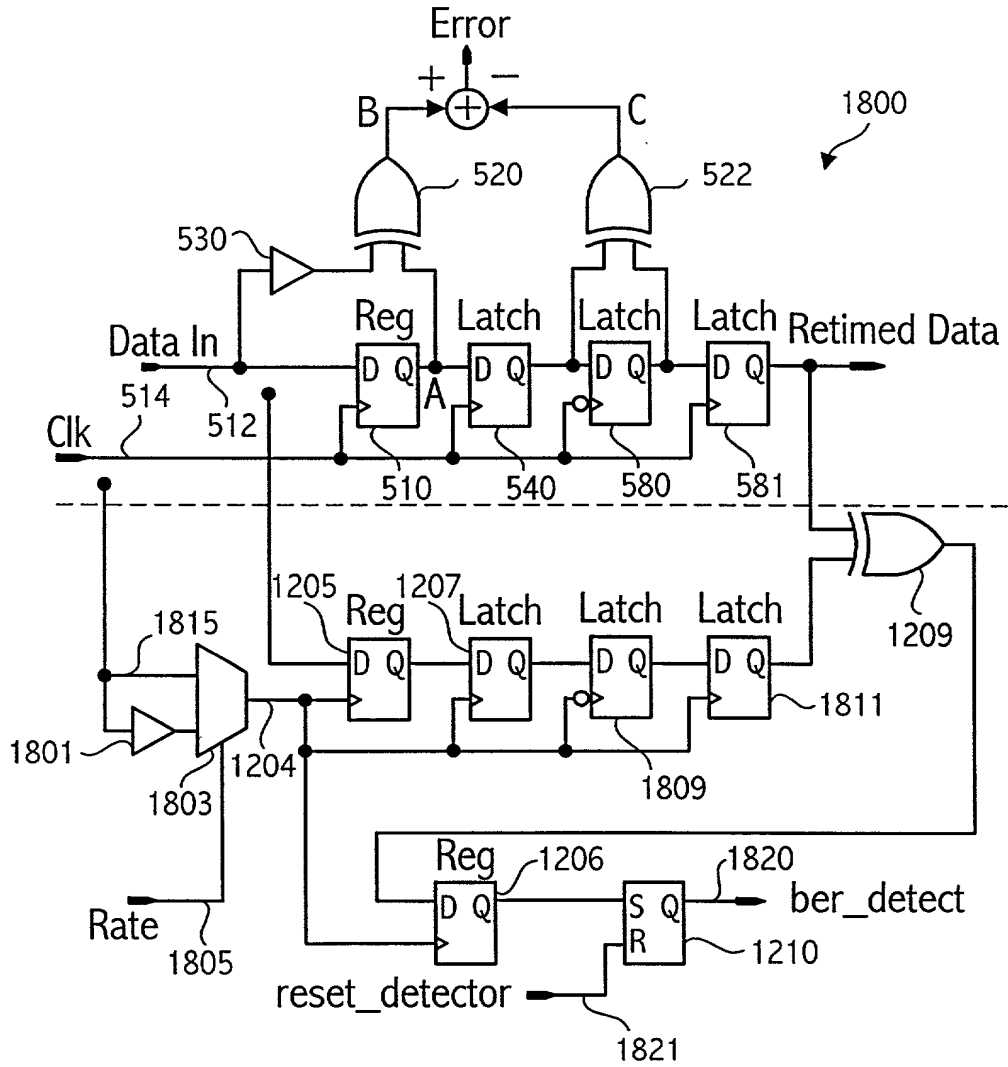 Error
+ −
B + C
1800
520 522
530
Reg Latch Latch Latch
Data In D Q D Q D Q D Q Retimed Data
A
514 512
Clk
510 540 580 581
1205 1207
Reg Latch Latch Latch
1209
1815
D Q D Q D Q D Q
1811
1801 1204
1803 1809
Reg 1206 1820
D Q S Q ber_detect
Rate
R
1805 1210
reset_detector
1821